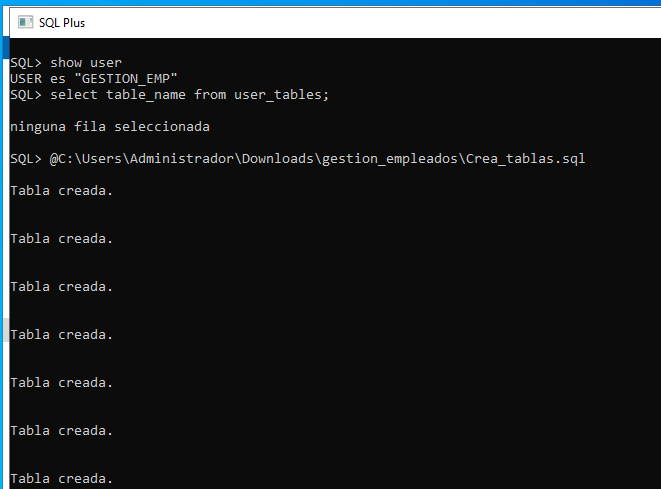 SQL Plus
SQL> show user
USER es "GESTION_EMP"
SQL> select table_name from user_tables;
ninguna fila seleccionada
SQL> @C:\Users\Administrador\Downloads\gestion_empleados\Crea_tablas.sql
Tabla creada.
Tabla creada.
Tabla creada.
Tabla creada.
Tabla creada.
Tabla creada.
Tabla creada.